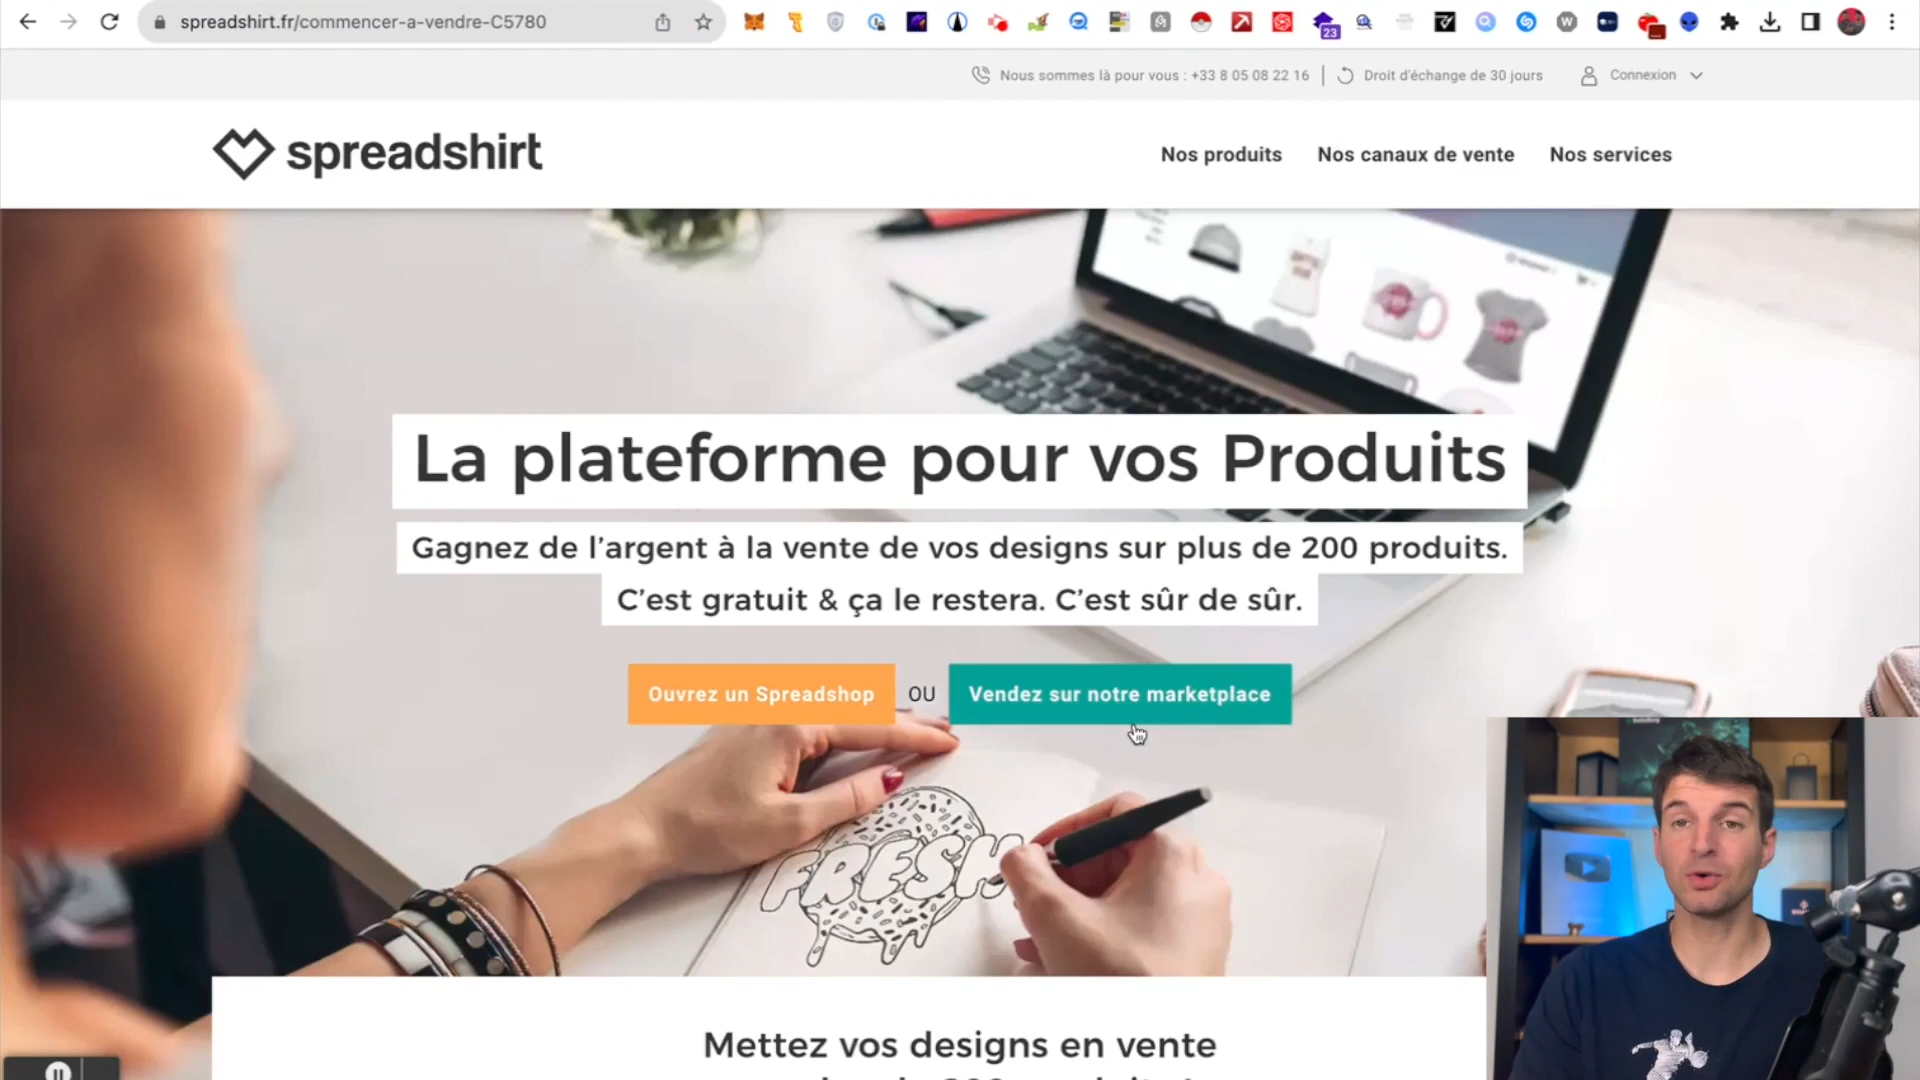 spreadshirt.fr/commencer-a-vendre-C5780
23
Nous sommes là pour vous : +33 8 05 08 22 16
Droit d'échange de 30 jours
Connexion
spreadshirt
Nos produits
Nos canaux de vente
Nos services
La plateforme pour vos Produits
Gagnez de l'argent à la vente de vos designs sur plus de 200 produits.
C'est gratuit & ça le restera. C'est sûr de sûr.
Ouvrez un Spreadshop
OU
Vendez sur notre marketplace
FRESH
Mettez vos designs en vente